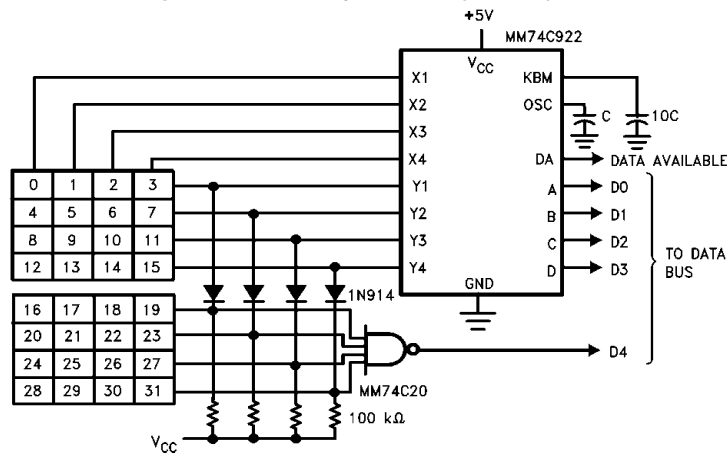 +5V
MM74C922
VCC
X1
X2
X3
X4
Y1
Y2
Y3
Y4
KBM
OSC
DA
A
B
C
D
GND
C
10C
DATA AVAILABLE
D0
D1
D2
D3
TO DATA
BUS
D4
0 1 2 3
4 5 6 7
8 9 10 11
12 13 14 15
1N914
16 17 18 19
20 21 22 23
24 25 26 27
28 29 30 31
MM74C20
100 kΩ
VCC